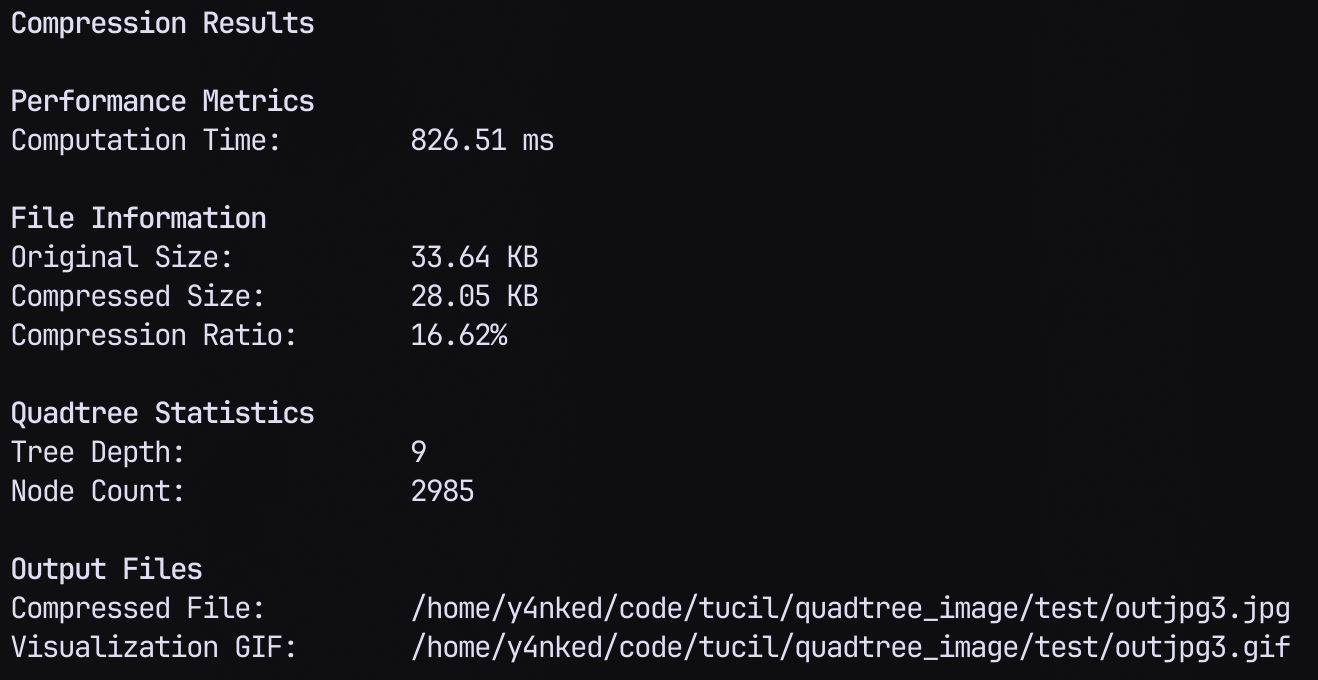 Compression Results
Performance Metrics
Computation Time: 826.51 ms
File Information
Original Size: 33.64 KB
Compressed Size: 28.05 KB
Compression Ratio: 16.62%
Quadtree Statistics
Tree Depth: 9
Node Count: 2985
Output Files
Compressed File: /home/y4nked/code/tucil/quadtree_image/test/outjpg3.jpg
Visualization GIF: /home/y4nked/code/tucil/quadtree_image/test/outjpg3.gif